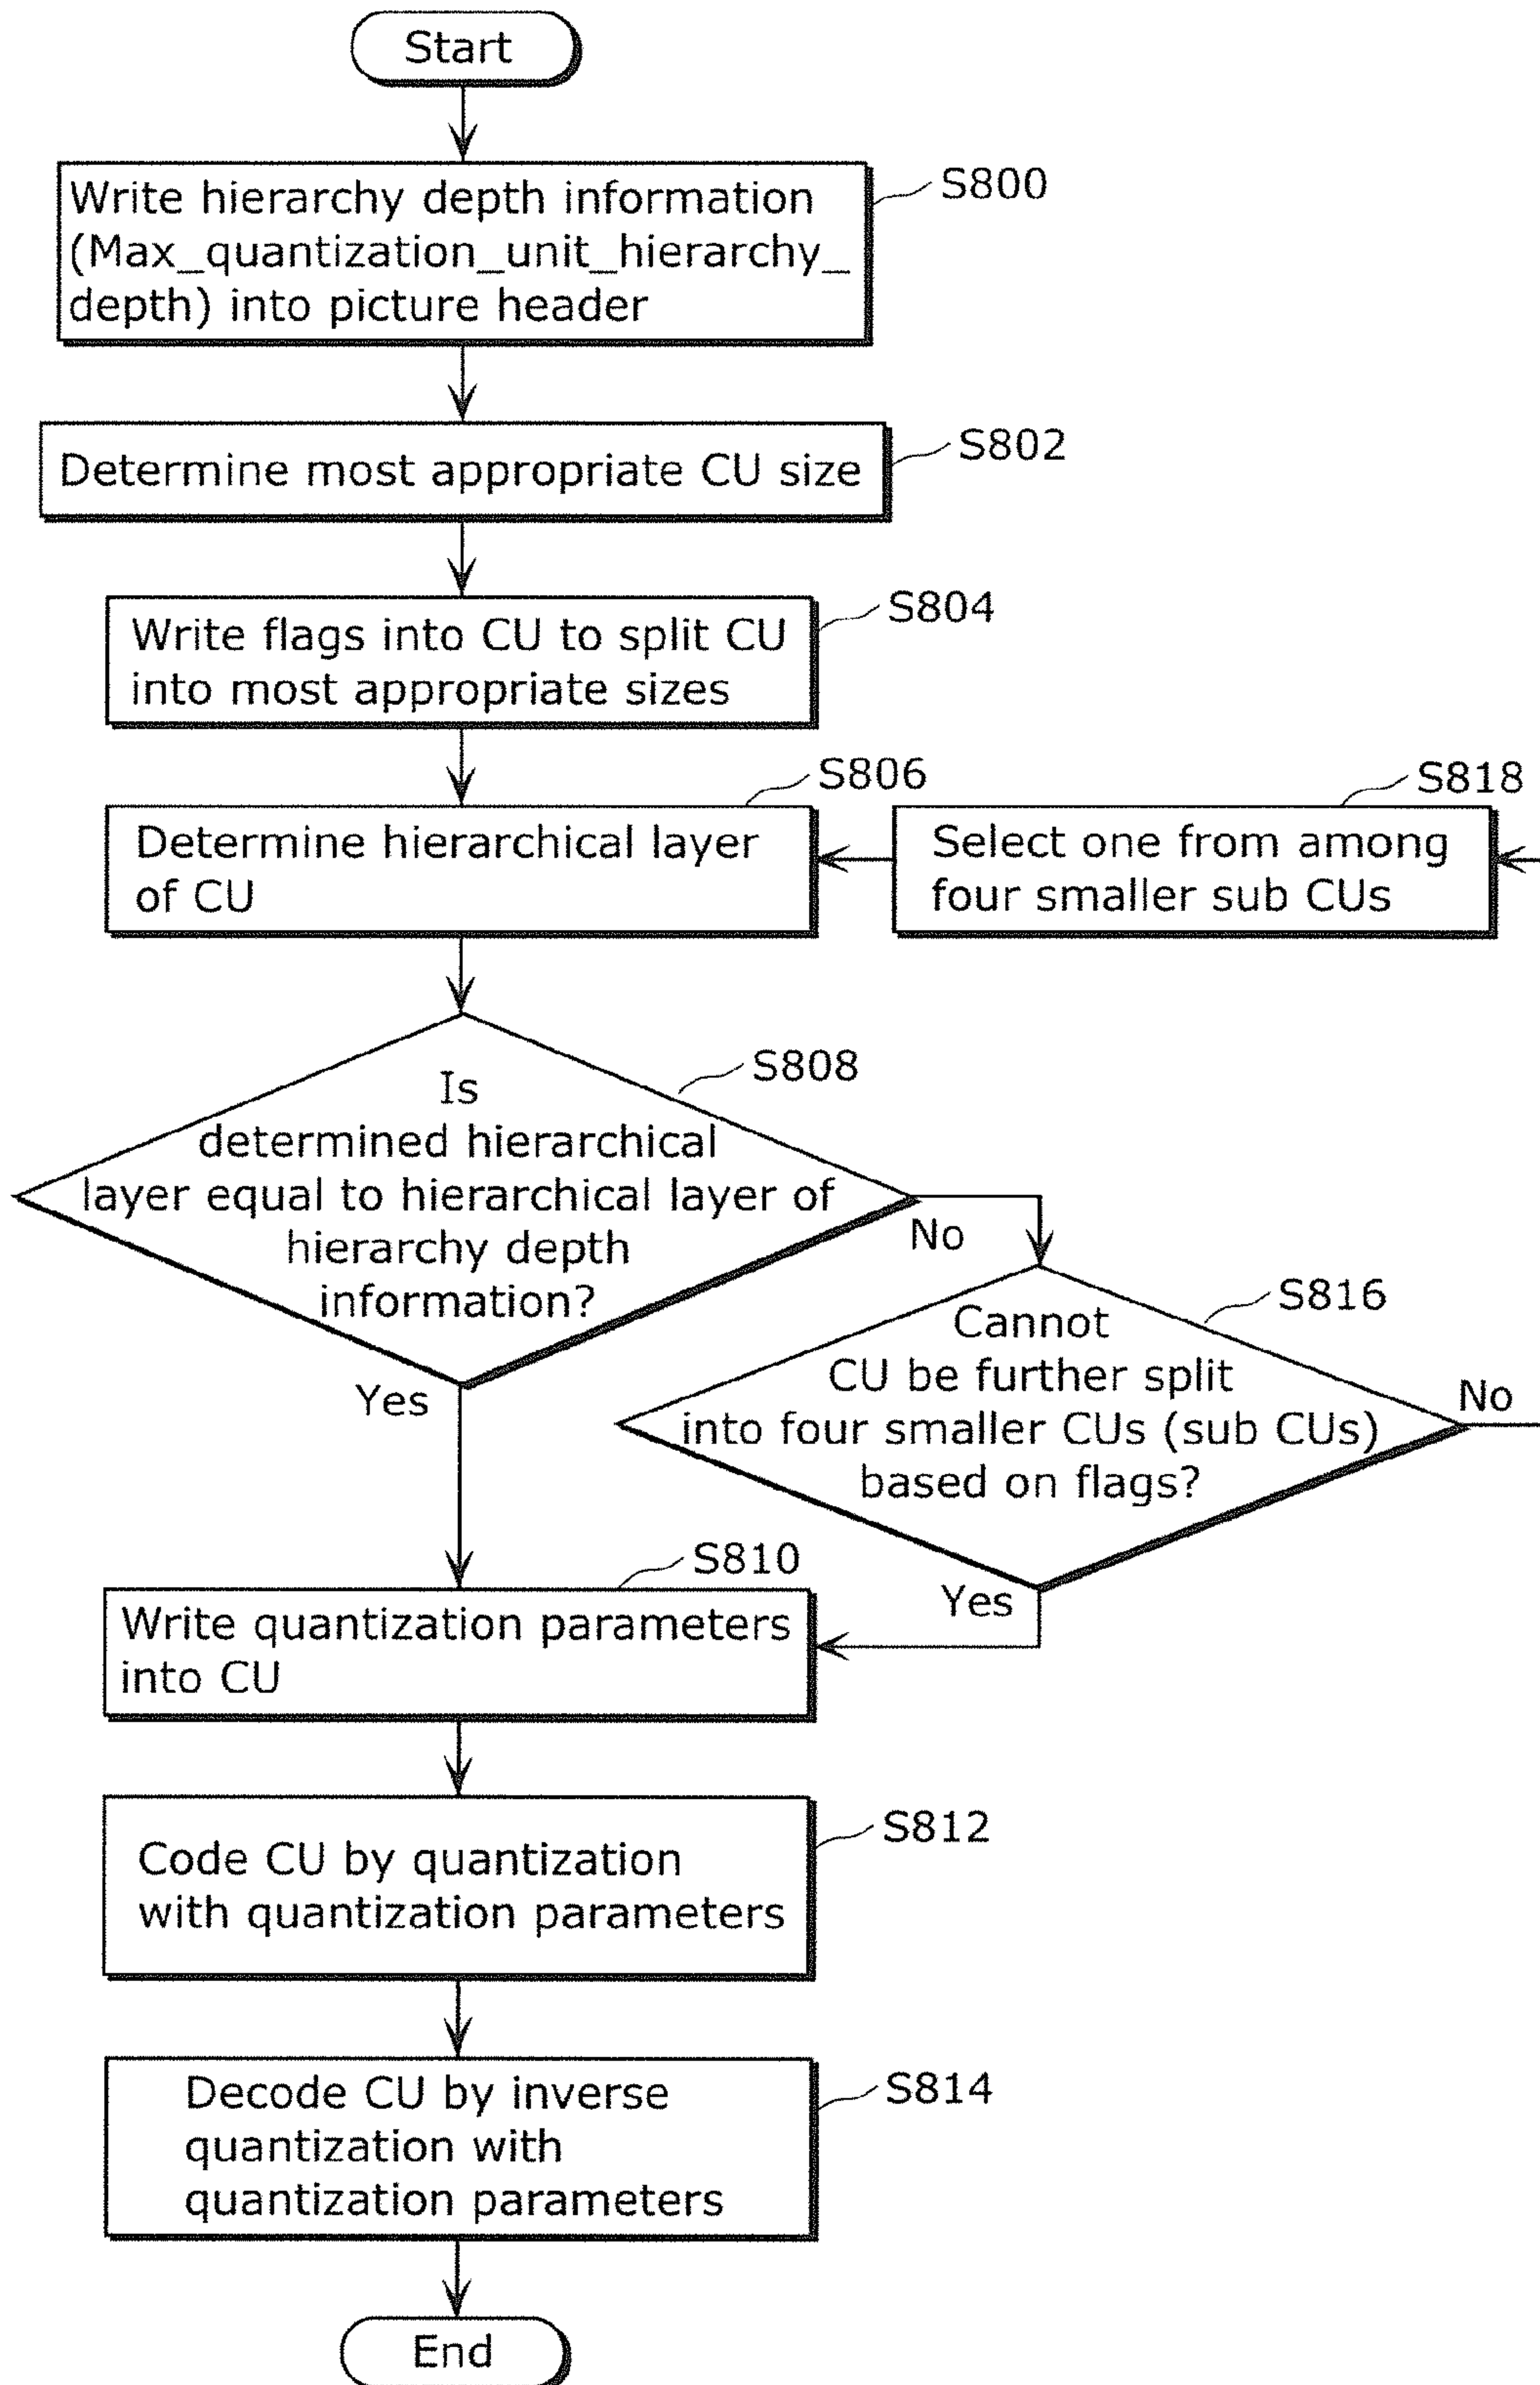 Start
Write hierarchy depth information
(Max_quantization_unit_hierarchy_
depth) into picture header
S800
Determine most appropriate CU size
S802
Write flags into CU to split CU
into most appropriate sizes
S804
Determine hierarchical layer
of CU
S806
Select one from among
four smaller sub CUs
S818
Is
determined hierarchical
layer equal to hierarchical layer of
hierarchy depth
information?
S808
No
Yes
Cannot
CU be further split
into four smaller CUs (sub CUs)
based on flags?
S816
No
Yes
Write quantization parameters
into CU
S810
Code CU by quantization
with quantization parameters
S812
Decode CU by inverse
quantization with
quantization parameters
S814
End